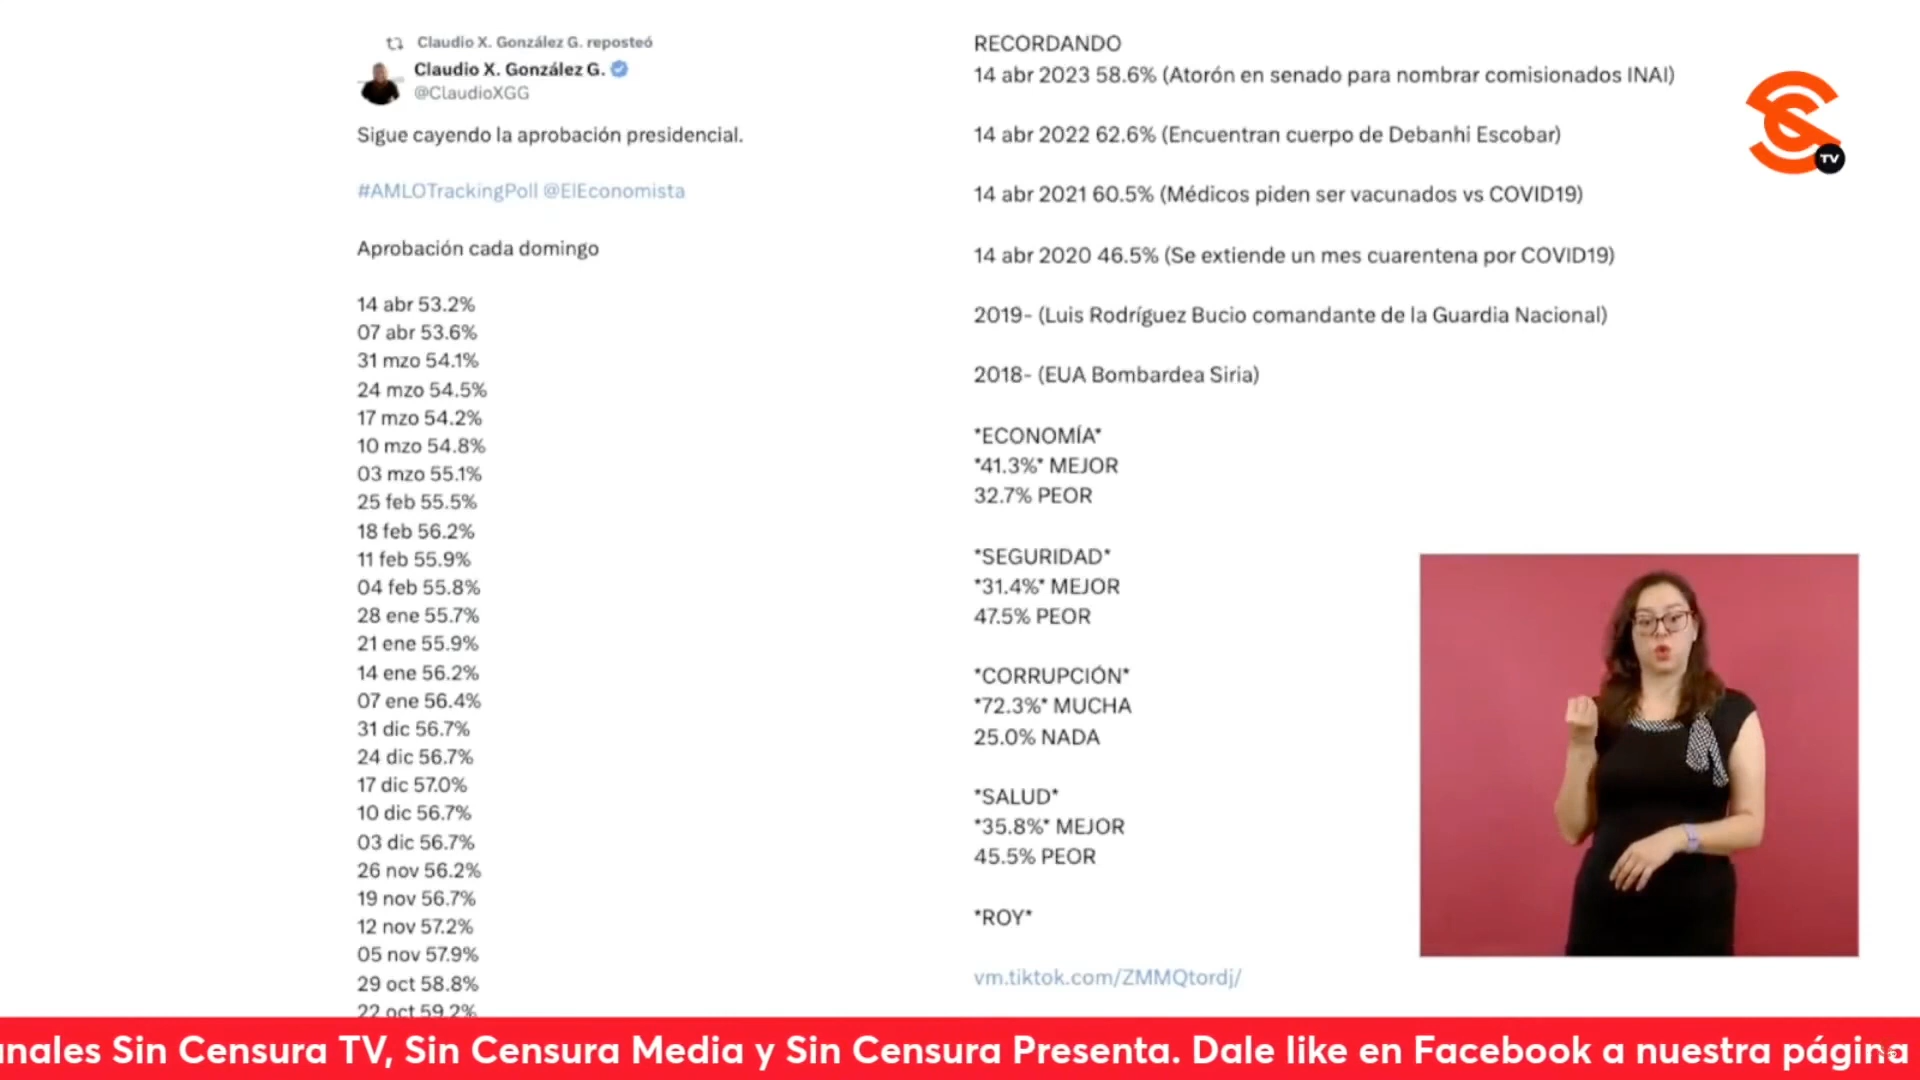 Claudio X. González G. reposteó
Claudio X. González G.
@ClaudioXGG
Sigue cayendo la aprobación presidencial.
#AMLOTrackingPoll @ElEconomista
Aprobación cada domingo
14 abr 53.2%
07 abr 53.6%
31 mzo 54.1%
24 mzo 54.5%
17 mzo 54.2%
10 mzo 54.8%
03 mzo 55.1%
25 feb 55.5%
18 feb 56.2%
11 feb 55.9%
04 feb 55.8%
28 ene 55.7%
21 ene 55.9%
14 ene 56.2%
07 ene 56.4%
31 dic 56.7%
24 dic 56.7%
17 dic 57.0%
10 dic 56.7%
03 dic 56.7%
26 nov 56.2%
19 nov 56.7%
12 nov 57.2%
05 nov 57.9%
29 oct 58.8%
22 oct 59.2%
RECORDANDO
14 abr 2023 58.6% (Atorón en senado para nombrar comisionados INAI)
14 abr 2022 62.6% (Encuentran cuerpo de Debanhi Escobar)
14 abr 2021 60.5% (Médicos piden ser vacunados vs COVID19)
14 abr 2020 46.5% (Se extiende un mes cuarentena por COVID19)
2019- (Luis Rodríguez Bucio comandante de la Guardia Nacional)
2018- (EUA Bombardea Siria)
*ECONOMÍA*
*41.3%* MEJOR
32.7% PEOR
*SEGURIDAD*
*31.4%* MEJOR
47.5% PEOR
*CORRUPCIÓN*
*72.3%* MUCHA
25.0% NADA
*SALUD*
*35.8%* MEJOR
45.5% PEOR
*ROY*
vm.tiktok.com/ZMMQtordj/
TV
nales Sin Censura TV, Sin Censura Media y Sin Censura Presenta. Dale like en Facebook a nuestra página